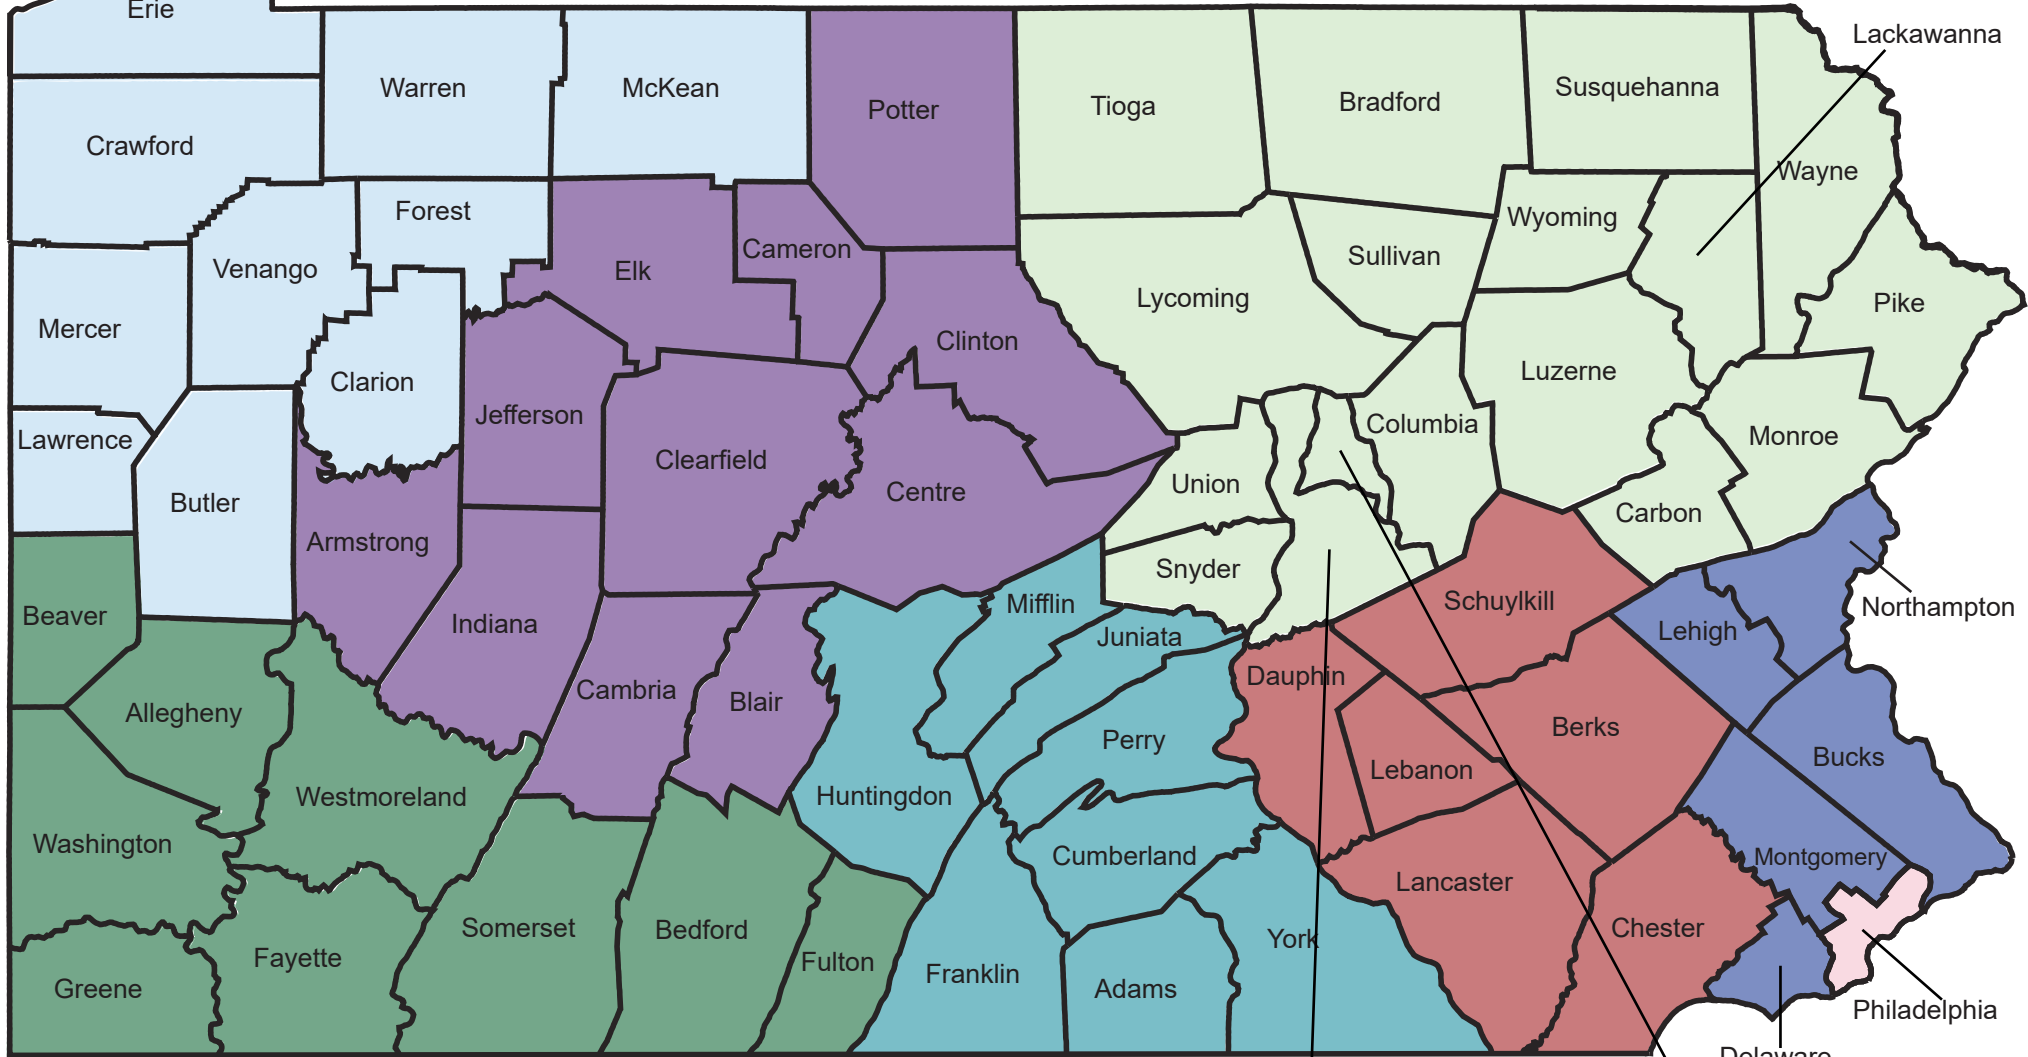 Erie
Lackawanna
Warren
McKean
Susquehanna
Potter
Tioga
Bradford
Crawford
Wayne
Forest
Wyoming
Cameron
Sullivan
Venango
Elk
Lycoming
Pike
Mercer
Clinton
Luzerne
Clarion
Jefferson
Columbia
Lawrence
Monroe
Clearfield
Union
Centre
Butler
Carbon
Armstrong
Snyder
Schuylkill
Mifflin
Northampton
Beaver
Indiana
Lehigh
Juniata
Dauphin
Cambria
Blair
Allegheny
Berks
Perry
Bucks
Lebanon
Westmoreland
Huntingdon
Washington
Cumberland
Montgomery
Lancaster
Somerset
Bedford
Chester
York
Fayette
Fulton
Franklin
Greene
Adams
Philadelphia
Delaware